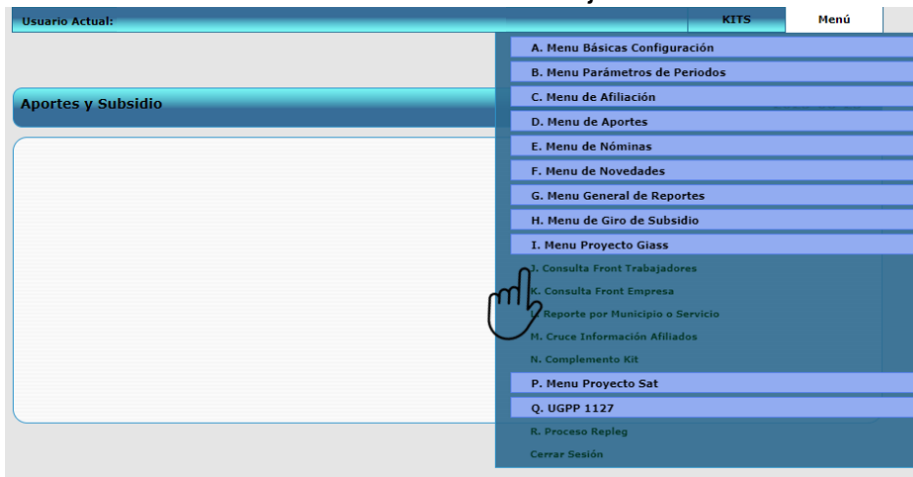 Usuario Actual:
KITS
Menú
A. Menu Básicas Configuración
B. Menu Parámetros de Periodos
Aportes y Subsidio
C. Menu de Afiliación
D. Menu de Aportes
E. Menu de Nóminas
F. Menu de Novedades
G. Menu General de Reportes
H. Menu de Giro de Subsidio
I. Menu Proyecto Giass
J. Consulta Front Trabajadores
K. Consulta Front Empresa
Reporte por Municipio o Servicio
M. Cruce Información Afiliados
N. Complemento Kit
P. Menu Proyecto Sat
Q. UGPP 1127
R. Proceso Repleg
Cerrar Sesión